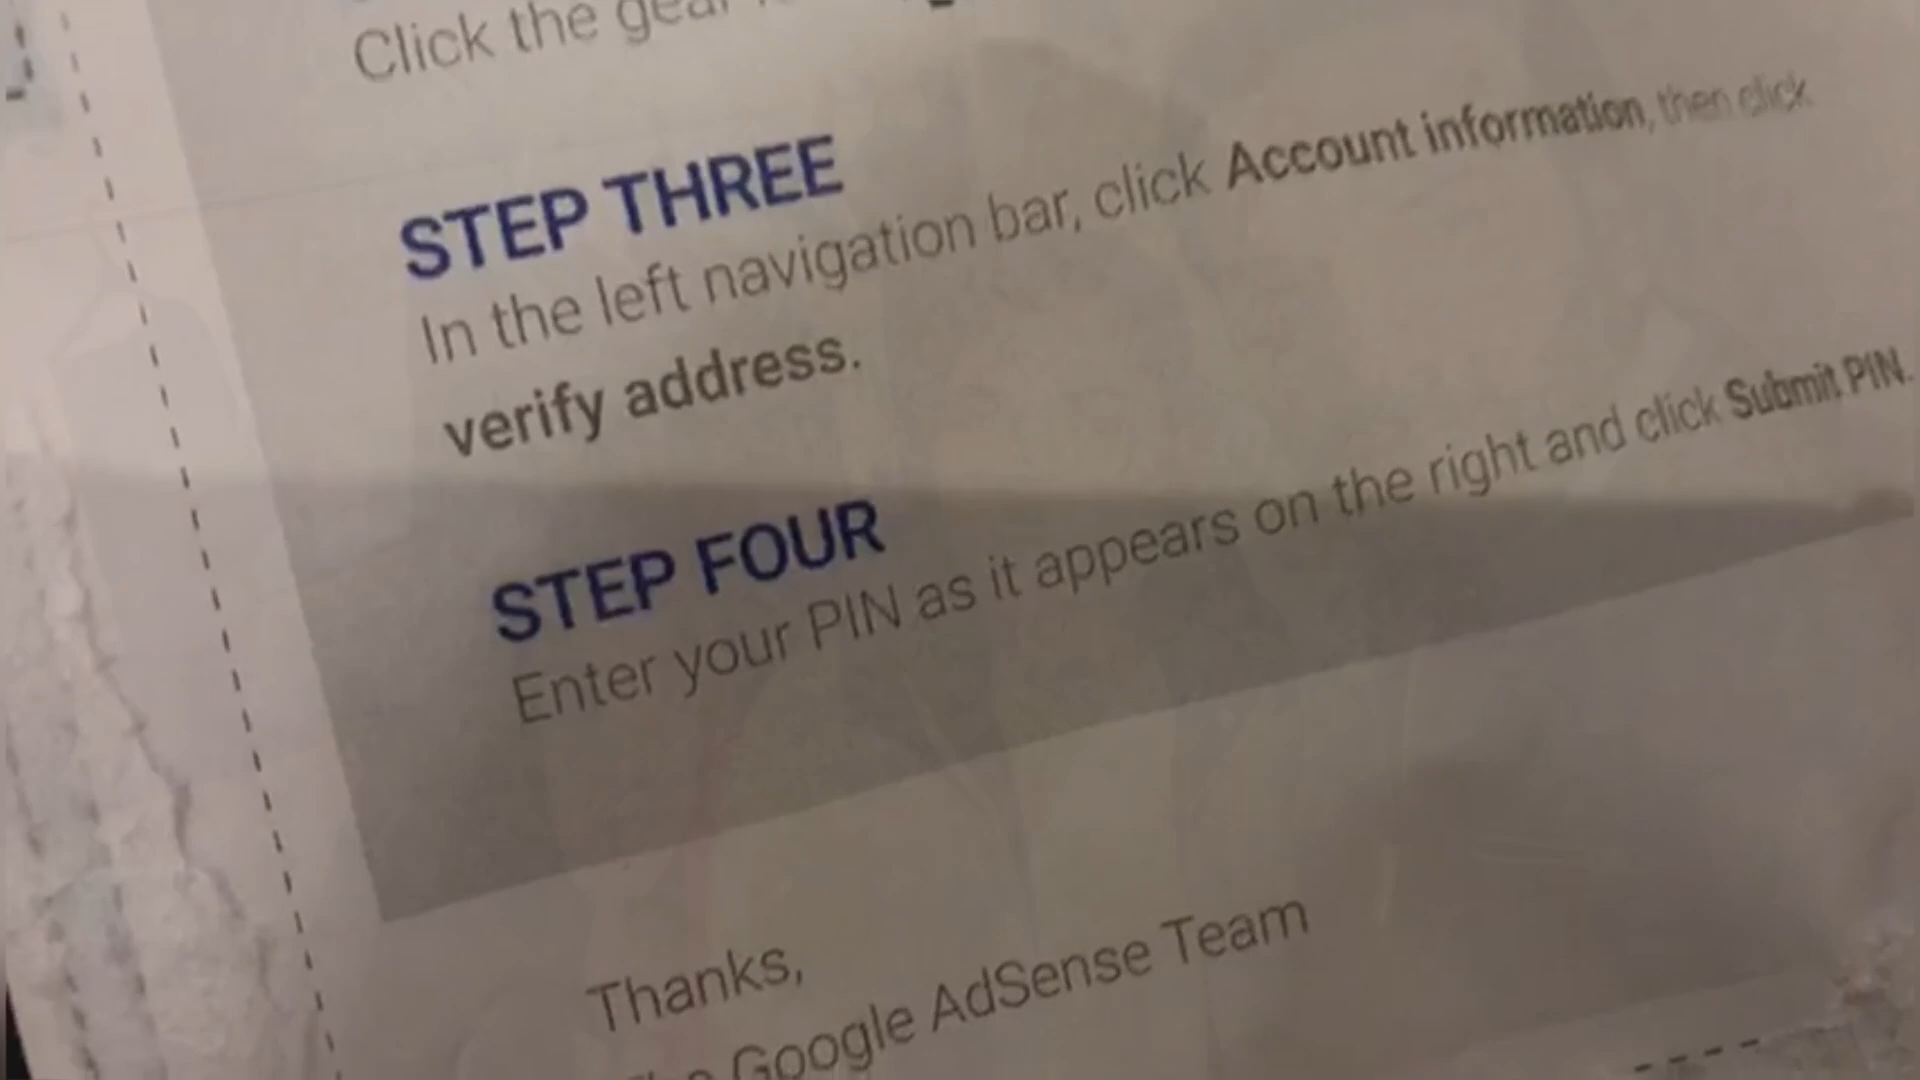 Click the gear
STEP THREE
In the left navigation bar, click Account information, then click
verify address.
STEP FOUR
Enter your PIN as it appears on the right and click Submit PIN.
Thanks,
Google AdSense Team